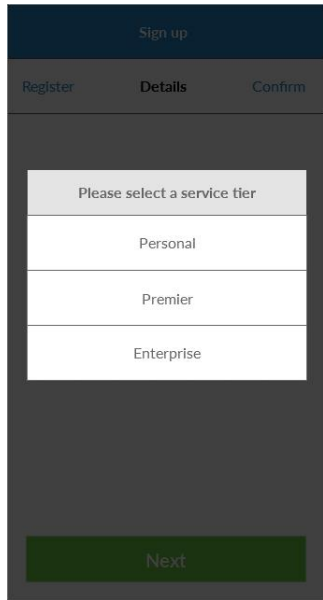 Sign up
Register Details Confirm
Please select a service tier
Personal
Premier
Enterprise
Next